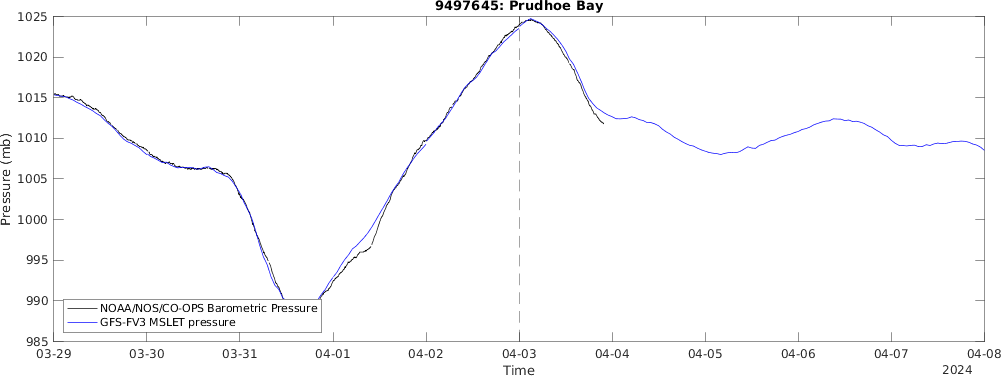 9497645: Prudhoe Bay
1025
1020
1015
1010
1005
1000
995
990
985
Pressure (mb)
NOAA/NOS/CO-OPS Barometric Pressure
GFS-FV3 MSLET pressure
03-29 03-30 03-31 04-01 04-02 04-03 04-04 04-05 04-06 04-07 04-08
Time
2024